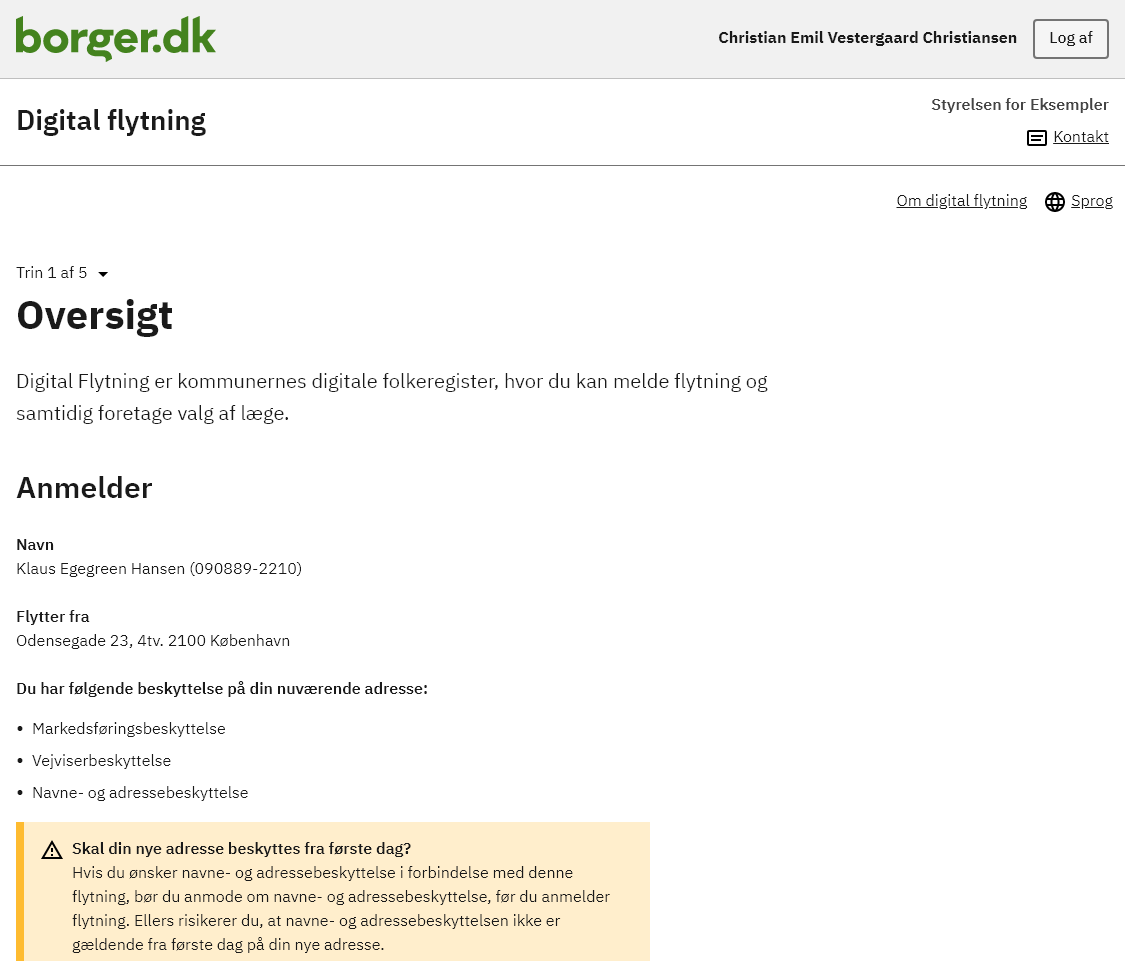 borger.dk
Christian Emil Vestergaard Christiansen
Log af
Digital flytning
Styrelsen for Eksempler
Kontakt
Om digital flytning
Sprog
Trin 1 af 5
Oversigt
Digital Flytning er kommunernes digitale folkeregister, hvor du kan melde flytning og
samtidig foretage valg af læge.
Anmelder
Navn
Klaus Egegreen Hansen (090889-2210)
Flytter fra
Odensegade 23, 4tv. 2100 København
Du har følgende beskyttelse på din nuværende adresse:
• Markedsføringsbeskyttelse
• Vejviserbeskyttelse
• Navne- og adressebeskyttelse
Skal din nye adresse beskyttes fra første dag?
Hvis du ønsker navne- og adressebeskyttelse i forbindelse med denne
flytning, bør du anmode om navne- og adressebeskyttelse, før du anmelder
flytning. Ellers risikerer du, at navne- og adressebeskyttelsen ikke er
gældende fra første dag på din nye adresse.